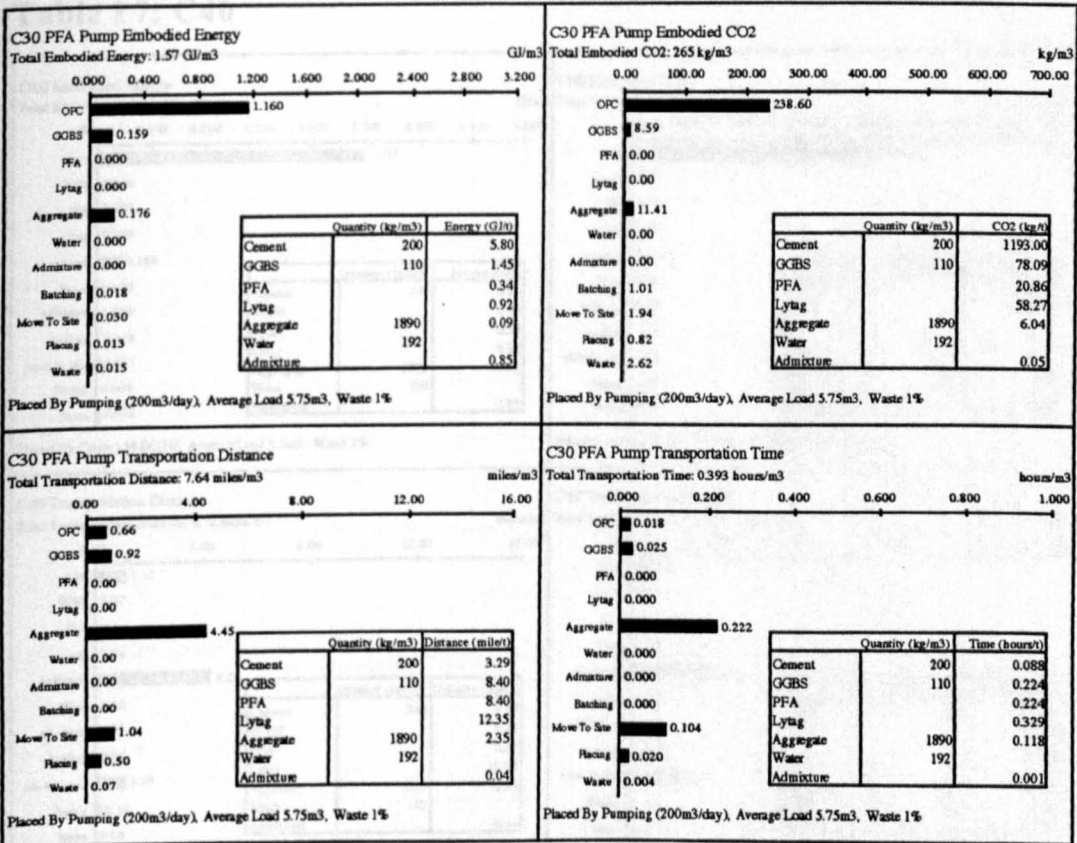 Table E7: C40
C30 PFA Pump Embodied Energy
Total Embodied Energy: 1.57 GJ/m3 GJ/m3
0.000 0.400 0.800 1.200 1.600 2.000 2.400 2.800 3.200
OPC 1.160
GGBS 0.159
PFA 0.000
Lytag 0.000
Aggregate 0.176
Water 0.000
Admixture 0.000
Batching 0.018
Move To Site 0.030
Placing 0.013
Waste 0.015
Quantity (kg/m3) Energy (GJ/t)
Cement 200 5.80
GGBS 110 1.45
PFA 0.34
Lytag 0.92
Aggregate 1890 0.09
Water 192
Admixture 0.85
Placed By Pumping (200m3/day), Average Load 5.75m3, Waste 1%
C30 PFA Pump Embodied CO2
Total Embodied CO2: 265 kg/m3 kg/m3
0.00 100.00 200.00 300.00 400.00 500.00 600.00 700.00
OPC 238.60
GGBS 8.59
PFA 0.00
Lytag 0.00
Aggregate 11.41
Water 0.00
Admixture 0.00
Batching 1.01
Move To Site 1.94
Placing 0.82
Waste 2.62
Quantity (kg/m3) CO2 (kg/t)
Cement 200 1193.00
GGBS 110 78.09
PFA 20.86
Lytag 58.27
Aggregate 1890 6.04
Water 192
Admixture 0.05
Placed By Pumping (200m3/day), Average Load 5.75m3, Waste 1%
C30 PFA Pump Transportation Distance
Total Transportation Distance: 7.64 miles/m3 miles/m3
0.000 4.00 8.00 12.00 16.00
OPC 0.66
GGBS 0.92
PFA 0.00
Lytag 0.00
Aggregate 4.45
Water 0.00
Admixture 0.00
Batching 0.00
Move To Site 1.04
Placing 0.50
Waste 0.07
Quantity (kg/m3) Distance (mile/t)
Cement 200 3.29
GGBS 110 8.40
PFA 8.40
Lytag 12.35
Aggregate 1890 2.35
Water 192
Admixture 0.04
Placed By Pumping (200m3/day), Average Load 5.75m3, Waste 1%
C30 PFA Pump Transportation Time
Total Transportation Time: 0.393 hours/m3 hours/m3
0.000 0.200 0.400 0.600 0.800 1.000
OPC 0.018
GGBS 0.025
PFA 0.000
Lytag 0.000
Aggregate 0.222
Water 0.000
Admixture 0.000
Batching 0.000
Move To Site 0.104
Placing 0.020
Waste 0.004
Quantity (kg/m3) Time (hours/t)
Cement 200 0.088
GGBS 110 0.224
PFA 0.224
Lytag 0.329
Aggregate 1890 0.118
Water 192
Admixture 0.001
Placed By Pumping (200m3/day), Average Load 5.75m3, Waste 1%